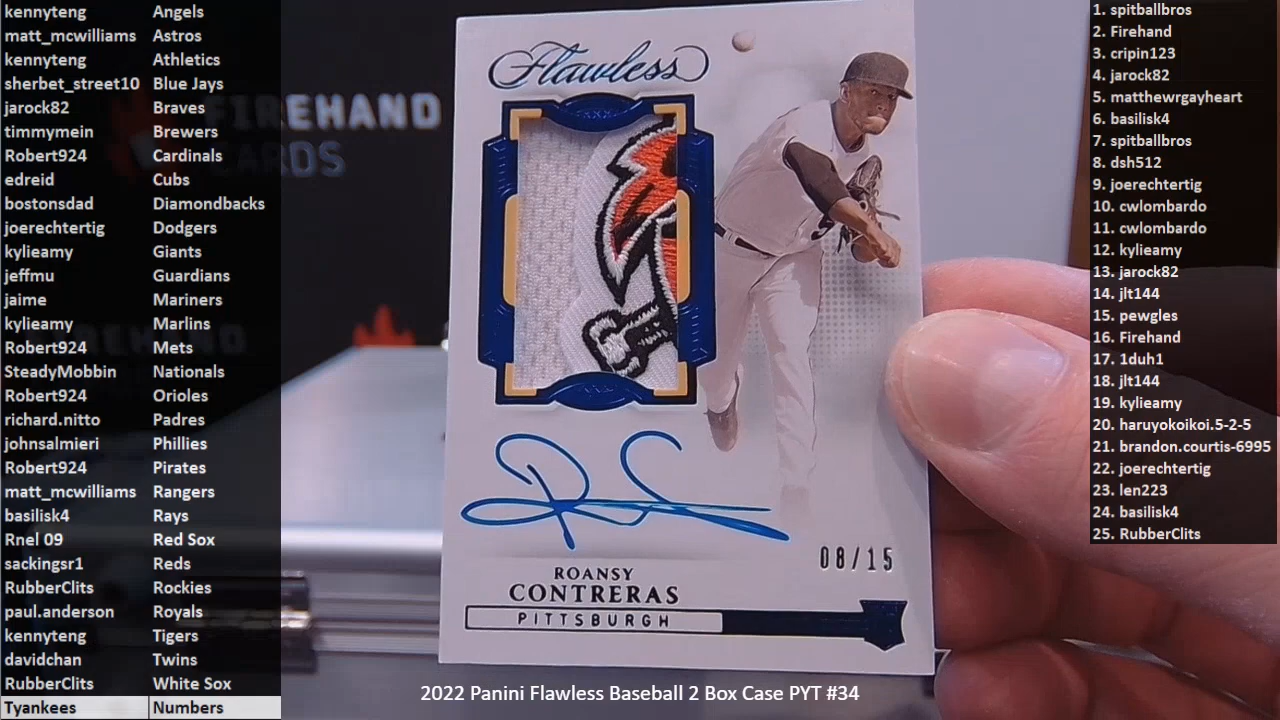 kennyteng Angels
matt_mcwilliams Astros
kennyteng Athletics
sherbet_street10 Blue Jays
jarock82 Braves
timmymein Brewers
Robert924 Cardinals
edreid Cubs
bostonsdad Diamondbacks
joerechtertig Dodgers
kylieamy Giants
jeffmu Guardians
jaime Mariners
kylieamy Marlins
Robert924 Mets
SteadyMobbin Nationals
Robert924 Orioles
richard.nitto Padres
johnsalmieri Phillies
Robert924 Pirates
matt_mcwilliams Rangers
basilisk4 Rays
Rnel 09 Red Sox
sackingsr1 Reds
RubberClits Rockies
paul.anderson Royals
kennyteng Tigers
davidchan Twins
RubberClits White Sox
Tyankees Numbers
FIREHAND
CARDS
Flawless
08/15
ROANSY
CONTRERAS
PITTSBURGH
2022 Panini Flawless Baseball 2 Box Case PYT #34
1. spitballbros
2. Firehand
3. cripin123
4. jarock82
5. matthewrgayheart
6. basilisk4
7. spitballbros
8. dsh512
9. joerechtertig
10. cwlombardo
11. cwlombardo
12. kylieamy
13. jarock82
14. jlt144
15. pewgles
16. Firehand
17. 1duh1
18. jlt144
19. kylieamy
20. haruyokoikoi.5-2-5
21. brandon.courtis-6995
22. joerechtertig
23. len223
24. basilisk4
25. RubberClits